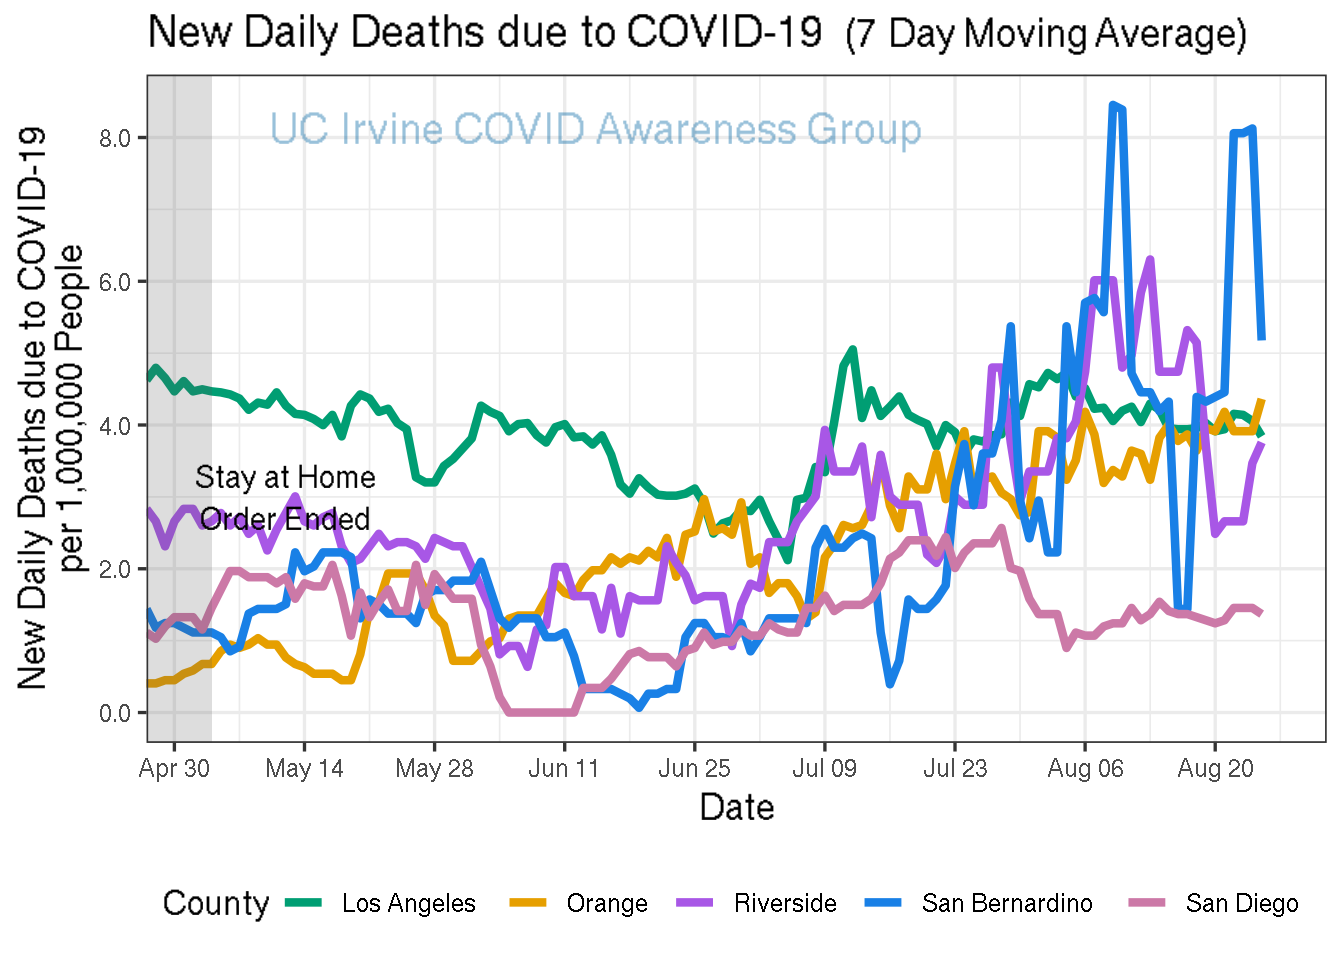 New Daily Deaths due to COVID-19 (7 Day Moving Average)
UC Irvine COVID Awareness Group
New Daily Deaths due to COVID-19
per 1,000,000 People
8.0
6.0
4.0
2.0
0.0
Stay at Home
Order Ended
Apr 30 May 14 May 28 Jun 11 Jun 25 Jul 09 Jul 23 Aug 06 Aug 20
Date
County Los Angeles Orange Riverside San Bernardino San Diego